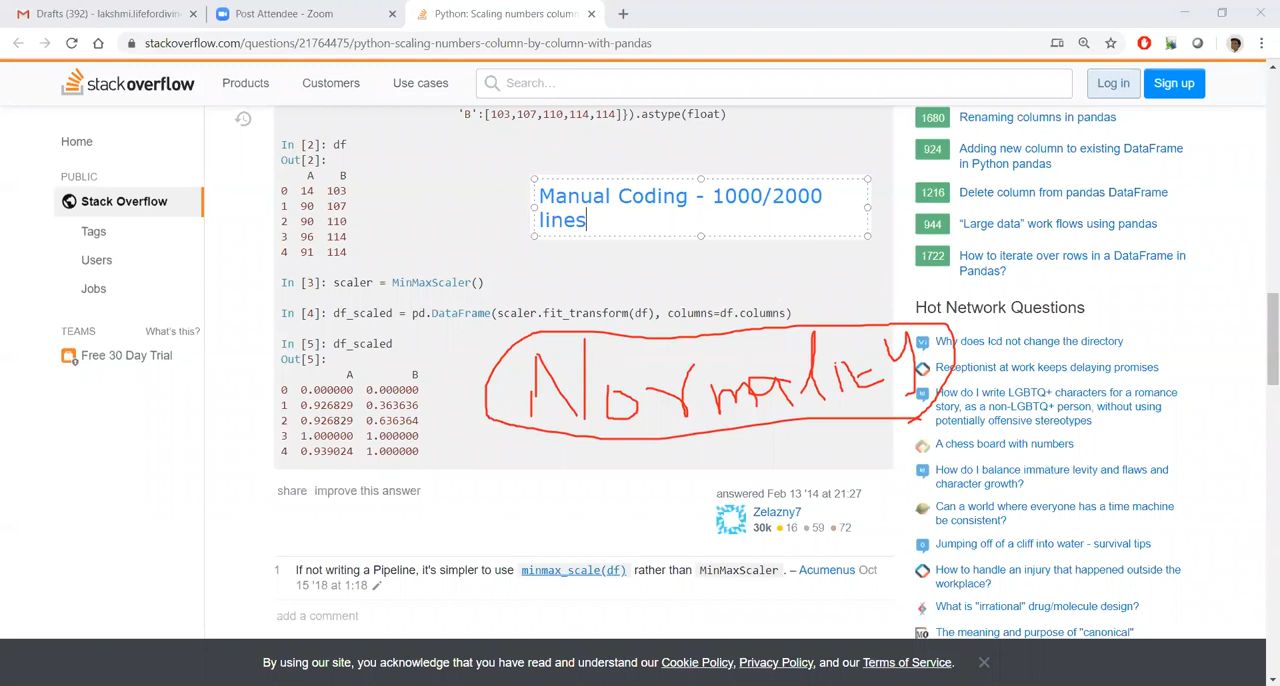 Drafts (392) - lakshmi.lifefordivin
Post Attendee - Zoom
Python: Scaling numbers column
stackoverflow.com/questions/21764475/python-scaling-numbers-column-by-column-with-pandas
stackoverflow
Products
Customers
Use cases
Search...
Log in
Sign up
Home
PUBLIC
Stack Overflow
Tags
Users
Jobs
TEAMS
What's this?
Free 30 Day Trial
'B':[103,107,110,114,114]}).astype(float)
In [2]: df
Out[2]:
A B
0 14 103
1 90 107
2 90 110
3 96 114
4 91 114
Manual Coding - 1000/2000
lines
In [3]: scaler = MinMaxScaler()
In [4]: df_scaled = pd.DataFrame(scaler.fit_transform(df), columns=df.columns)
In [5]: df_scaled
Out[5]:
A B
0 0.000000 0.000000
1 0.926829 0.363636
2 0.926829 0.636364
3 1.000000 1.000000
4 0.939024 1.000000
share improve this answer
answered Feb 13 '14 at 21:27
Zelazny7
30k 16 59 72
1 If not writing a Pipeline, it's simpler to use minmax_scale(df) rather than MinMaxScaler . – Acumenus Oct
15 '18 at 1:18
add a comment
1680 Renaming columns in pandas
924 Adding new column to existing DataFrame
in Python pandas
1216 Delete column from pandas DataFrame
944 “Large data” work flows using pandas
1722 How to iterate over rows in a DataFrame in
Pandas?
Hot Network Questions
Why does lcd not change the directory
Receptionist at work keeps delaying promises
How do I write LGBTQ+ characters for a romance
story, as a non-LGBTQ+ person, without using
potentially offensive stereotypes
A chess board with numbers
How do I balance immature levity and flaws and
character growth?
Can a world where everyone has a time machine
be consistent?
Jumping off of a cliff into water - survival tips
How to handle an injury that happened outside the
workplace?
What is "irrational" drug/molecule design?
The meaning and purpose of "canonical"
By using our site, you acknowledge that you have read and understand our Cookie Policy, Privacy Policy, and our Terms of Service.